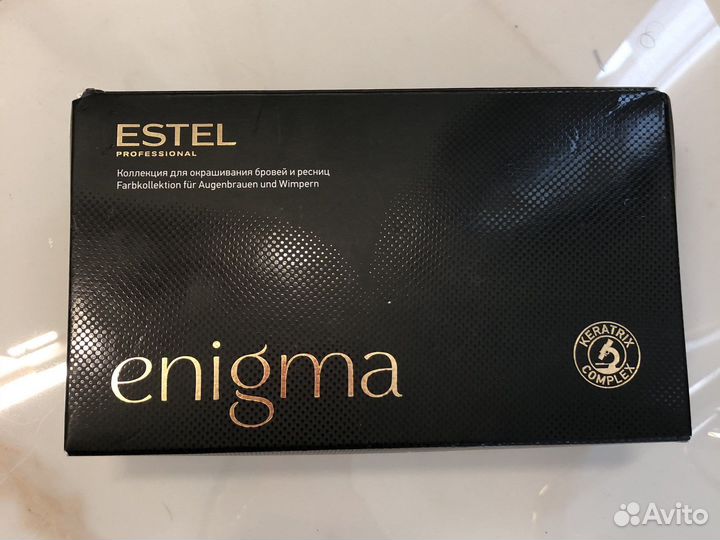 ESTEL
PROFESSIONAL
Коллекция для окрашивания бровей и ресниц
Farbkollektion für Augenbrauen und Wimpern
enigma
KERATRIX
COMPLEX
Avito